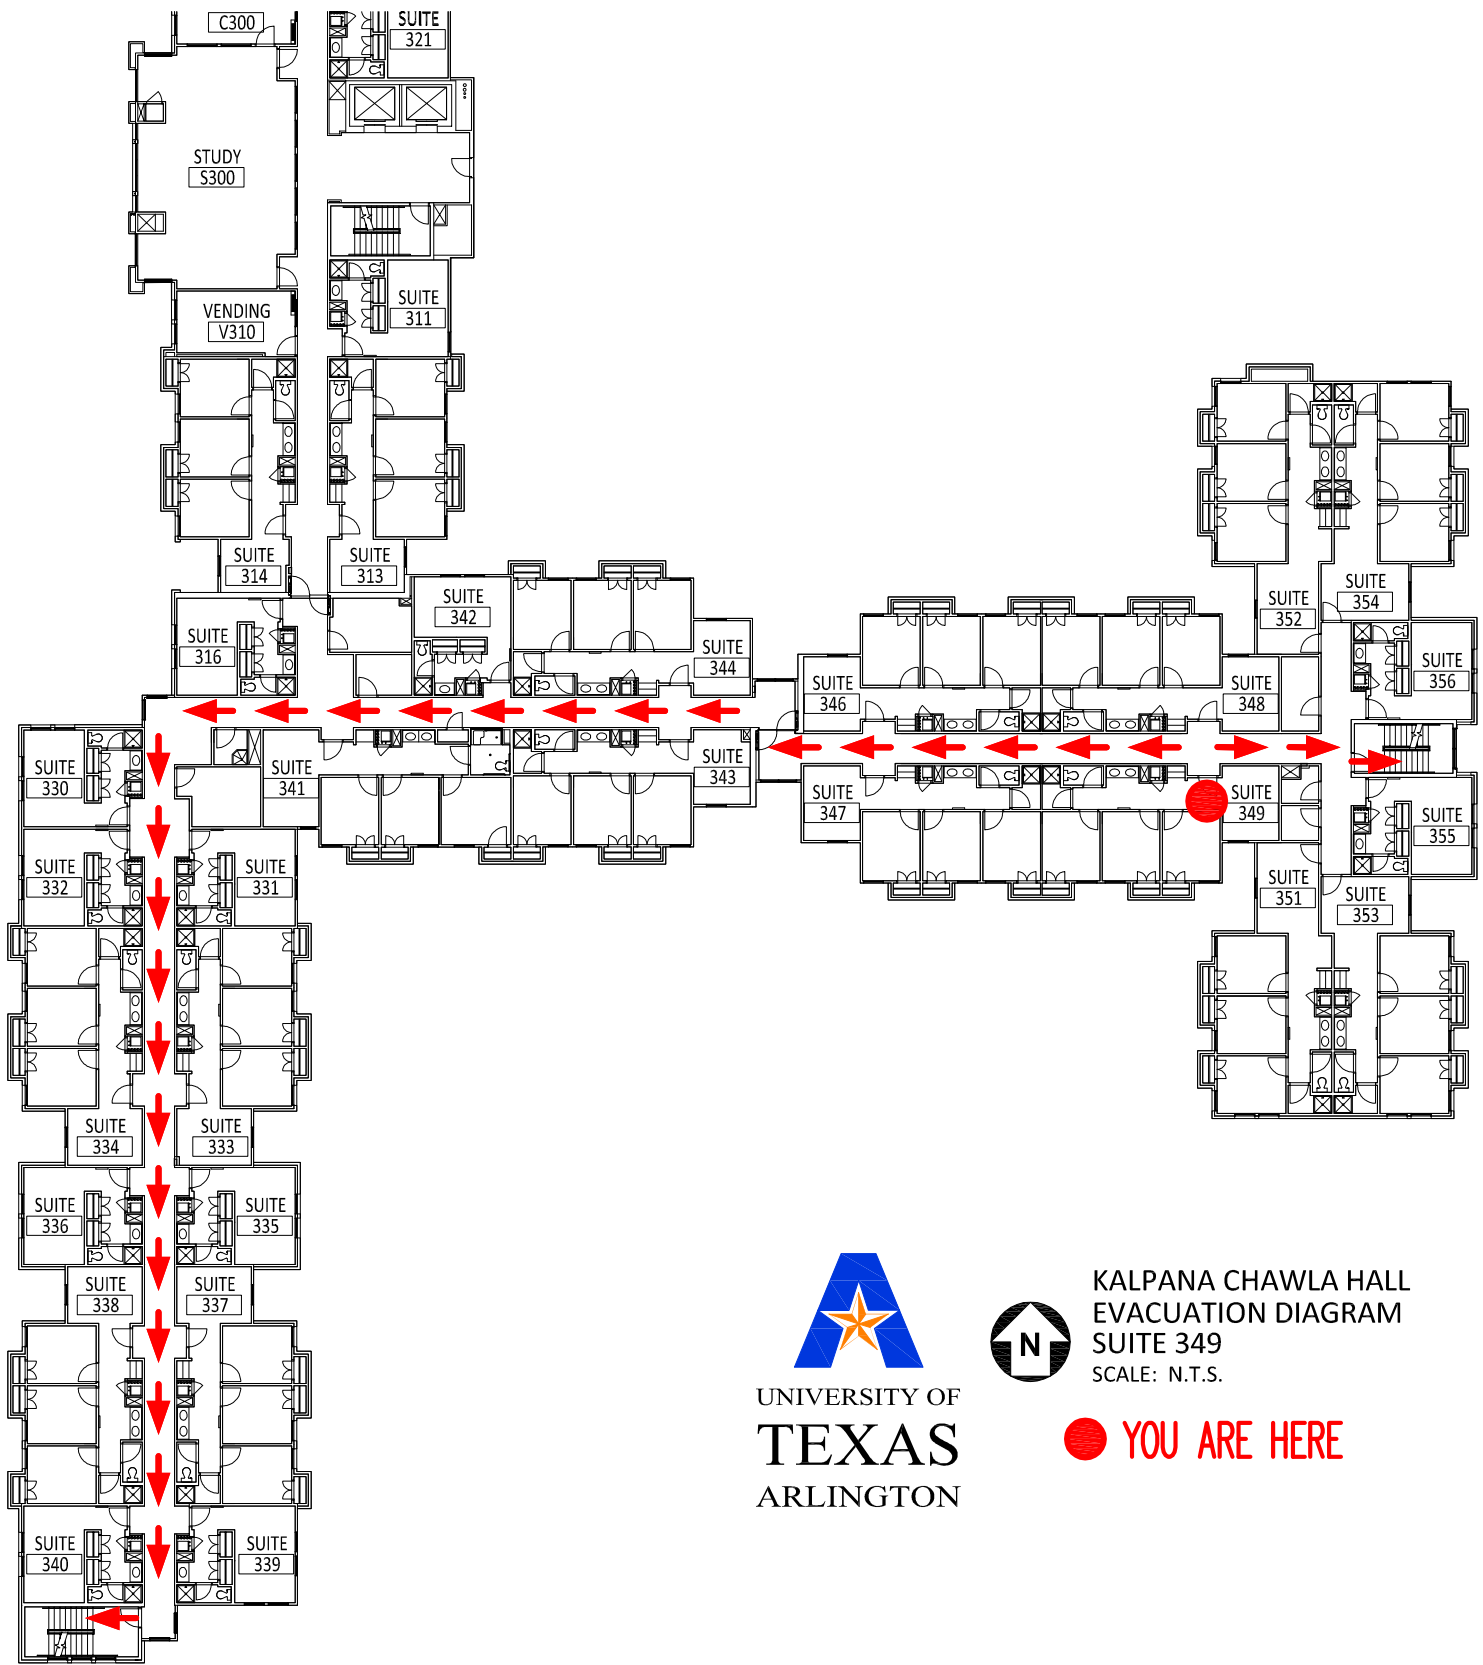 C300
SUITE
321
STUDY
S300
VENDING
V310
SUITE
311
SUITE
314
SUITE
313
SUITE
316
SUITE
342
SUITE
344
SUITE
346
SUITE
348
SUITE
352
SUITE
354
SUITE
356
SUITE
330
SUITE
341
SUITE
343
SUITE
347
SUITE
349
SUITE
355
SUITE
351
SUITE
353
SUITE
332
SUITE
331
SUITE
334
SUITE
333
SUITE
336
SUITE
335
SUITE
338
SUITE
337
SUITE
340
SUITE
339
UNIVERSITY OF
TEXAS
ARLINGTON
N
KALPANA CHAWLA HALL
EVACUATION DIAGRAM
SUITE 349
SCALE: N.T.S.
YOU ARE HERE